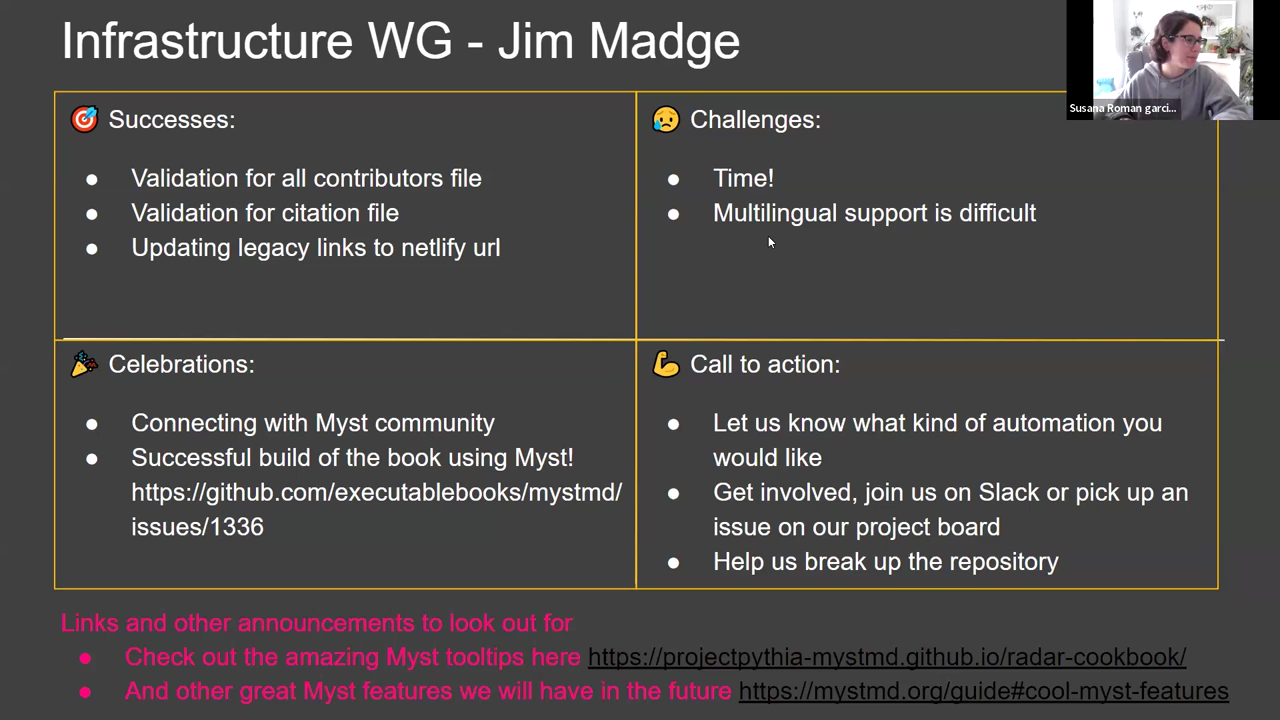 Infrastructure WG - Jim Madge
Susana Roman garci...
Successes:
Validation for all contributors file
Validation for citation file
Updating legacy links to netlify url
Challenges:
Time!
Multilingual support is difficult
Celebrations:
Connecting with Myst community
Successful build of the book using Myst!
https://github.com/executablebooks/mystmd/
issues/1336
Call to action:
Let us know what kind of automation you
would like
Get involved, join us on Slack or pick up an
issue on our project board
Help us break up the repository
Links and other announcements to look out for
Check out the amazing Myst tooltips here https://projectpythia-mystmd.github.io/radar-cookbook/
And other great Myst features we will have in the future https://mystmd.org/guide#cool-myst-features